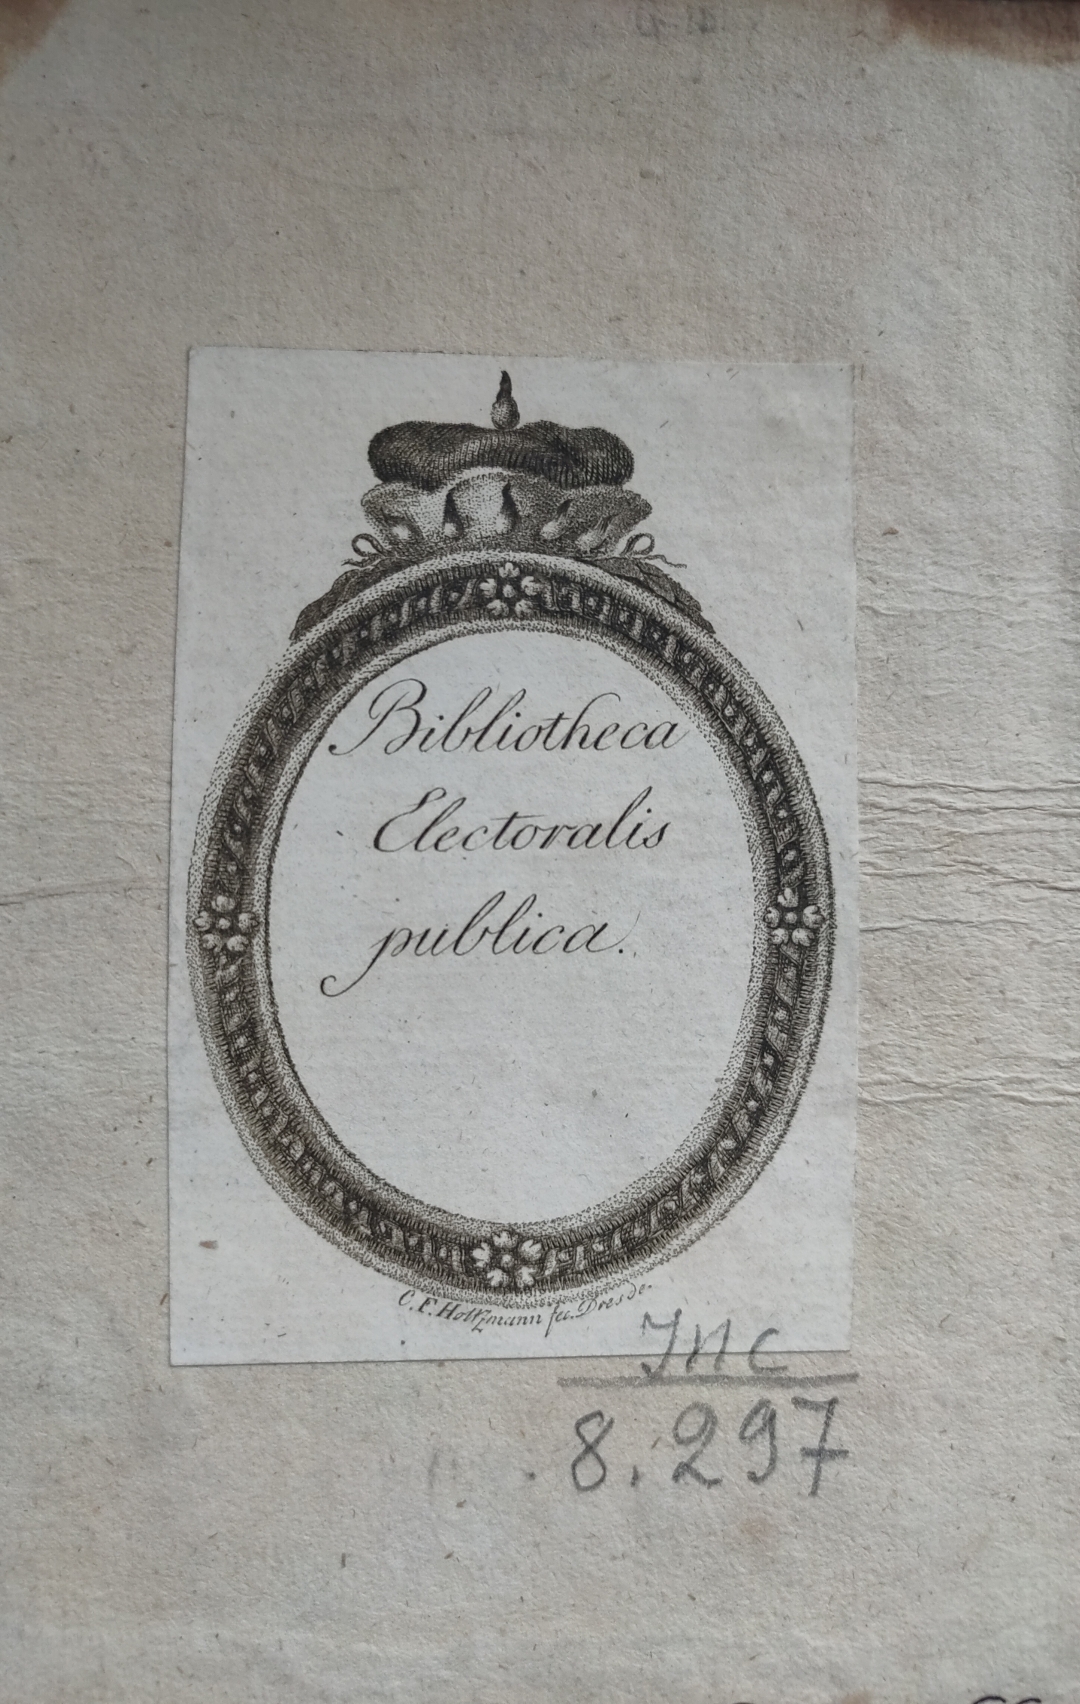 Bibliotheca
Electoralis
publica.
C. F. Holtzmann fec. Dresde.
Inc
8. 297